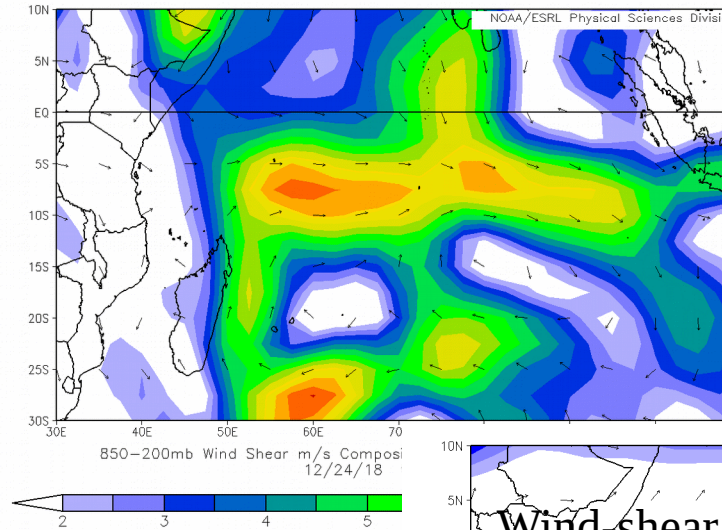 10N
NOAA/ESRL Physical Sciences Divisi
5N
EQ
5S
10S
15S
20S
25S
30S
30E 40E 50E 60E 70
850-200mb Wind Shear m/s Composi
12/24/18
2 3 4 5
10N
5N
Wind-shear